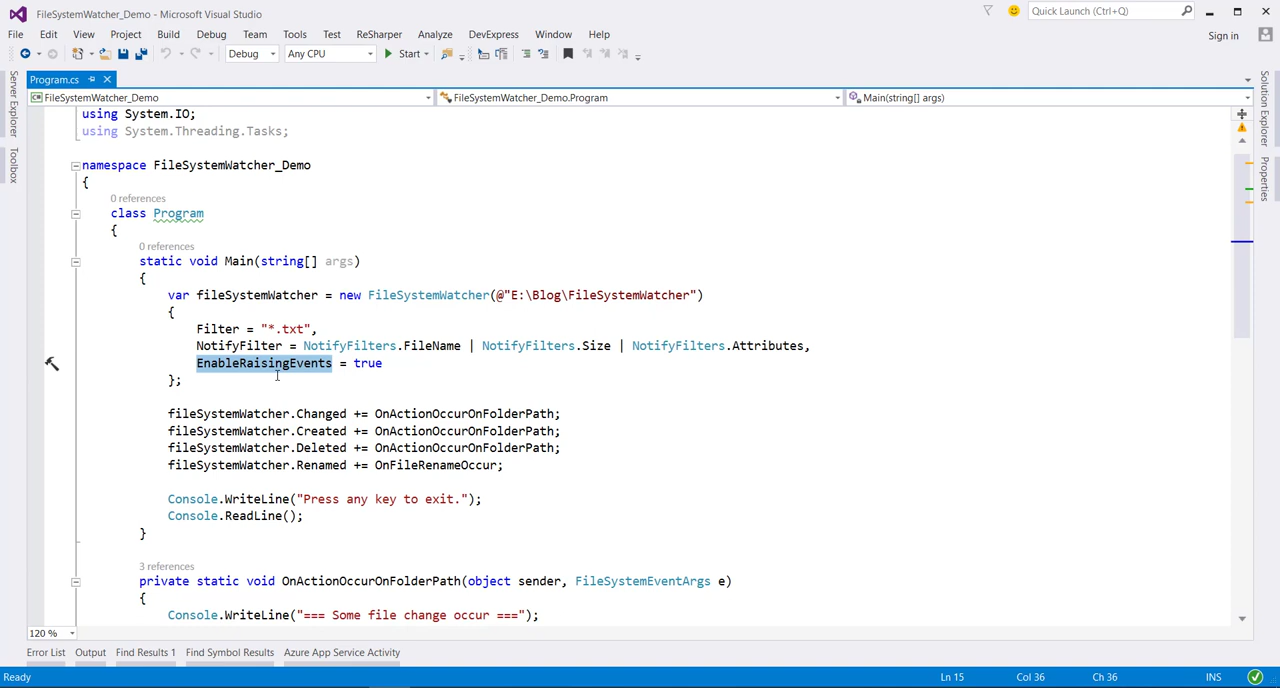 FileSystemWatcher_Demo - Microsoft Visual Studio
Quick Launch (Ctrl+Q)
File Edit View Project Build Debug Team Tools Test ReSharper Analyze DevExpress Window Help
Sign in
Debug Any CPU Start
Program.cs
FileSystemWatcher_Demo FileSystemWatcher_Demo.Program Main(string[] args)
Server Explorer
Toolbox
Solution Explorer
Properties
using System.IO;
using System.Threading.Tasks;
namespace FileSystemWatcher_Demo
{
0 references
class Program
{
0 references
static void Main(string[] args)
{
var fileSystemWatcher = new FileSystemWatcher(@"E:\Blog\FileSystemWatcher")
{
Filter = "*.txt",
NotifyFilter = NotifyFilters.FileName | NotifyFilters.Size | NotifyFilters.Attributes,
EnableRaisingEvents = true
};
fileSystemWatcher.Changed += OnActionOccurOnFolderPath;
fileSystemWatcher.Created += OnActionOccurOnFolderPath;
fileSystemWatcher.Deleted += OnActionOccurOnFolderPath;
fileSystemWatcher.Renamed += OnFileRenameOccur;
Console.WriteLine("Press any key to exit.");
Console.ReadLine();
}
3 references
private static void OnActionOccurOnFolderPath(object sender, FileSystemEventArgs e)
{
Console.WriteLine("=== Some file change occur ===");
120 %
Error List Output Find Results 1 Find Symbol Results Azure App Service Activity
Ready Ln 15 Col 36 Ch 36 INS